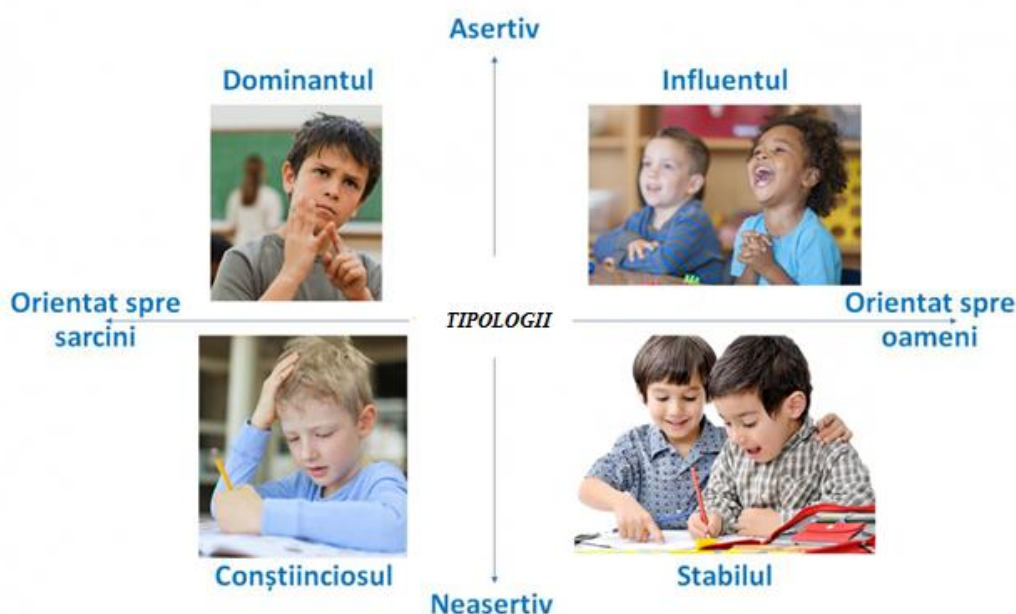 Asertiv
Dominantul
Influentul
Orientat spre
sarcini
TIPOLOGII
Orientat spre
oameni
Conștiinciosul
Stabilul
Neasertiv